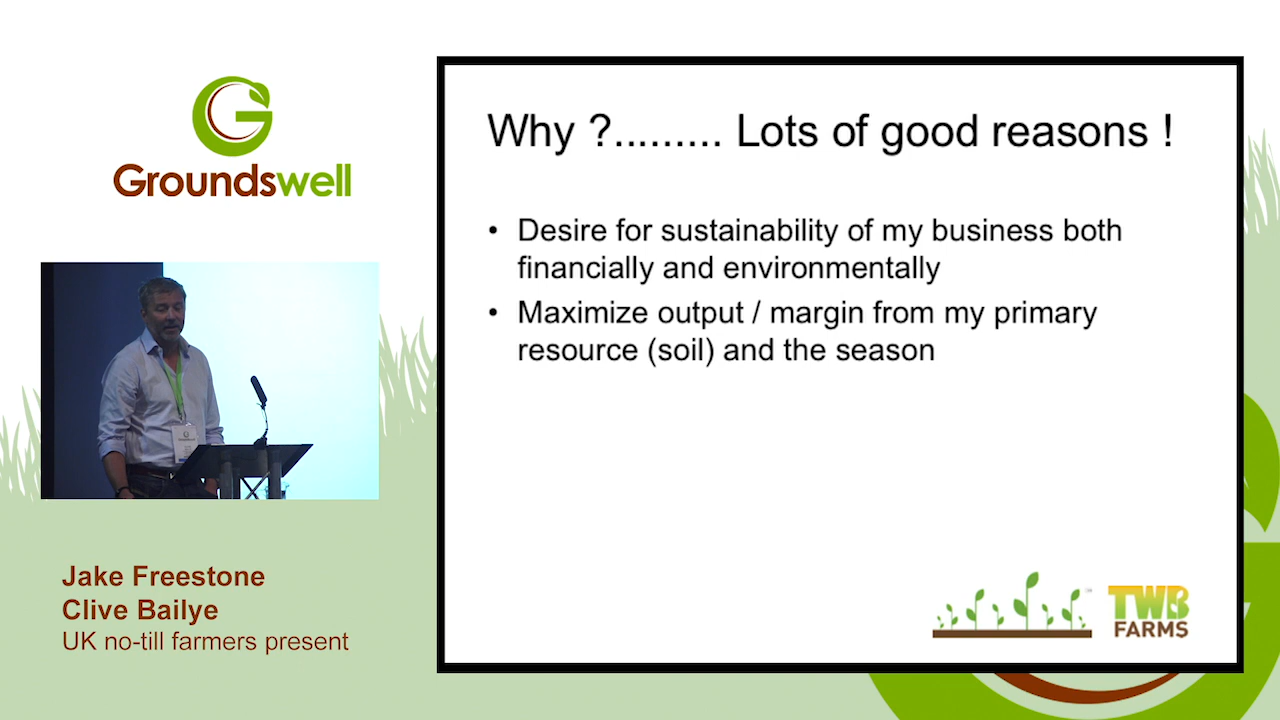 Groundswell
Why ?......... Lots of good reasons !
• Desire for sustainability of my business both
financially and environmentally
• Maximize output / margin from my primary
resource (soil) and the season
Jake Freestone
Clive Bailye
UK no-till farmers present
TWB
FARMS